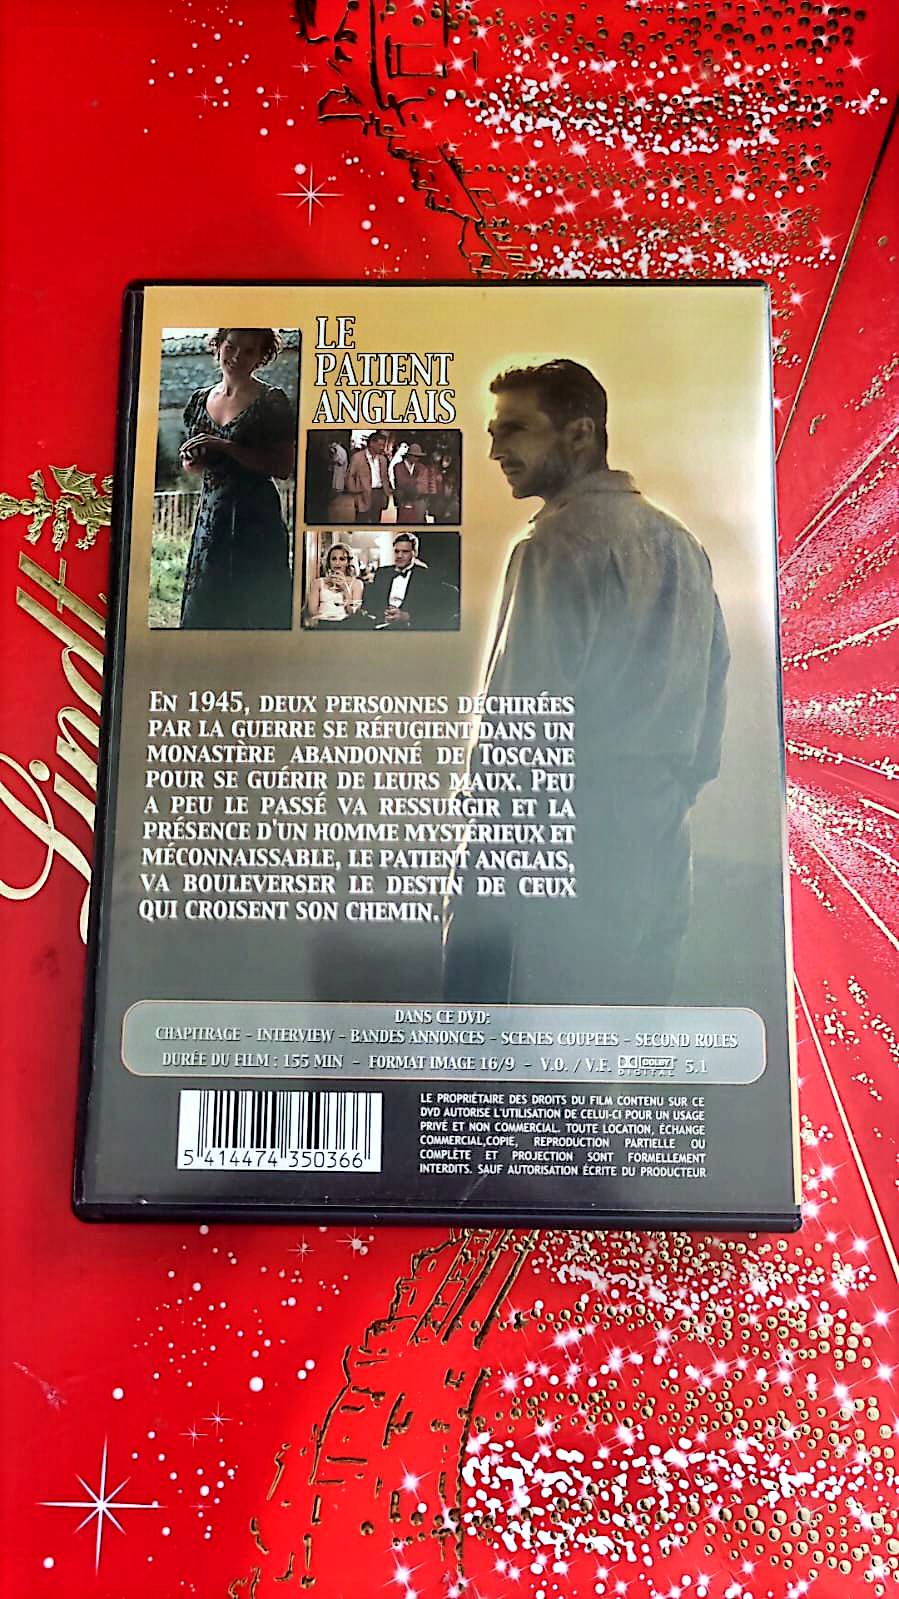 LE
PATIENT
ANGLAIS
Lindt
EN 1945, DEUX PERSONNES DÉCHIRÉES
PAR LA GUERRE SE RÉFUGIENT DANS UN
MONASTÈRE ABANDONNÉ DE TOSCANE
POUR SE GUÉRIR DE LEURS MAUX. PEU
A PEU LE PASSÉ VA RESSURGIR ET LA
PRÉSENCE D'UN HOMME MYSTÉRIEUX ET
MÉCONNAISSABLE, LE PATIENT ANGLAIS,
VA BOULEVERSER LE DESTIN DE CEUX
QUI CROISENT SON CHEMIN.
DANS CE DVD:
CHAPITRAGE - INTERVIEW - BANDES ANNONCES - SCENES COUPEES - SECOND ROLES
DURÉE DU FILM : 155 MIN - FORMAT IMAGE 16/9 - V.O. / V.F. DOLBY DIGITAL 5.1
5 414474 350366
LE PROPRIÉTAIRE DES DROITS DU FILM CONTENU SUR CE
DVD AUTORISE L'UTILISATION DE CELUI-CI POUR UN USAGE
PRIVÉ ET NON COMMERCIAL. TOUTE LOCATION, ÉCHANGE
COMMERCIAL,COPIE, REPRODUCTION PARTIELLE OU
COMPLÈTE ET PROJECTION SONT FORMELLEMENT
INTERDITS. SAUF AUTORISATION ÉCRITE DU PRODUCTEUR